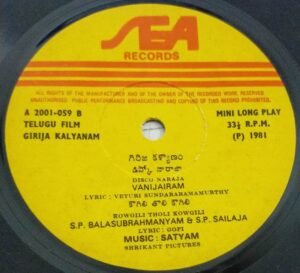 SEA
RECORDS
ALL RIGHTS OF THE MANUFACTURER AND OF THE OWNER OF THE RECORDED WORK. RESERVED
UNAUTHORISED PUBLIC PERFORMANCE BROADCASTING AND COPYING OF THIS RECORD PROHIBITED
A 2001-059 B
TELUGU FILM
GIRIJA KALYANAM
MINI LONG PLAY
33⅓ R.P.M.
(P) 1981
గిరిజా కళ్యాణం
డిస్కో నారాజా
DISCO NARAJA
VANIJAIRAM
LYRIC : VETURI SUNDARARAMAMURTHY
కొగిలి తొలి కొగిలి
KOWGILI THOLI KOWGILI
S.P. BALASUBRAHMANYAM & S.P. SAILAJA
LYRIC: GOPI
MUSIC: SATYAM
SHRIKANT PICTURES